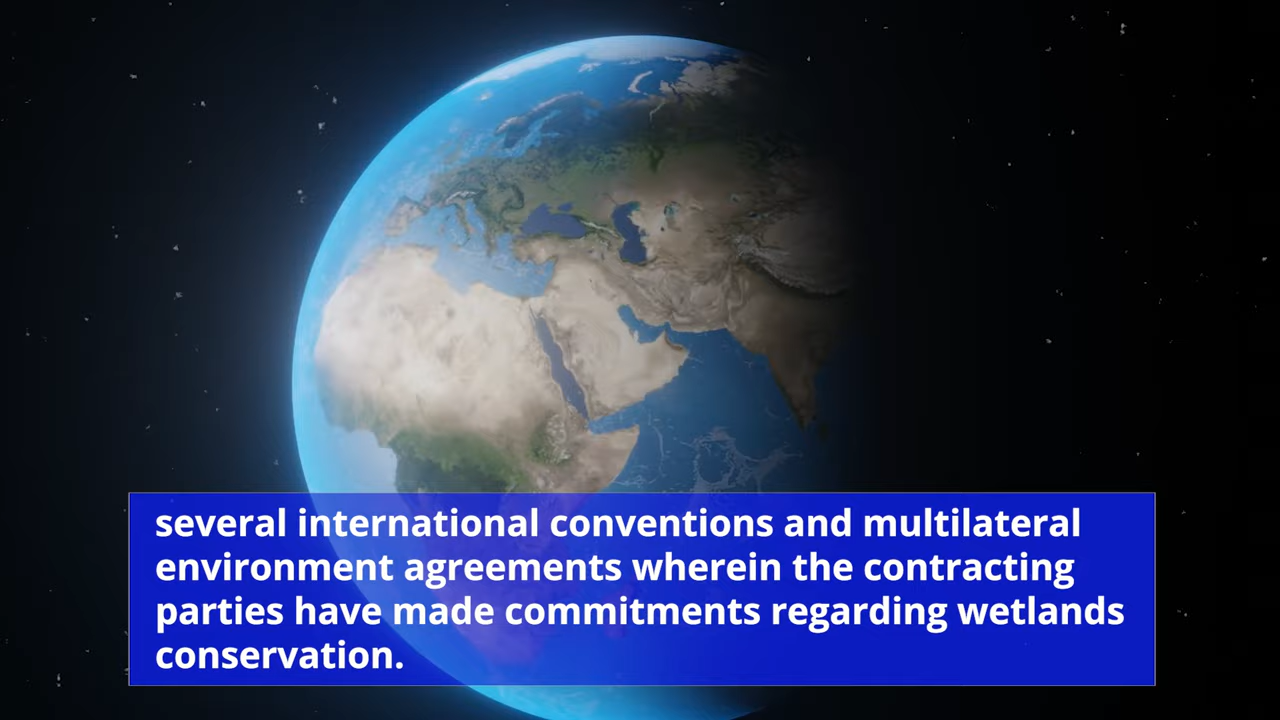 several international conventions and multilateral
environment agreements wherein the contracting
parties have made commitments regarding wetlands
conservation.